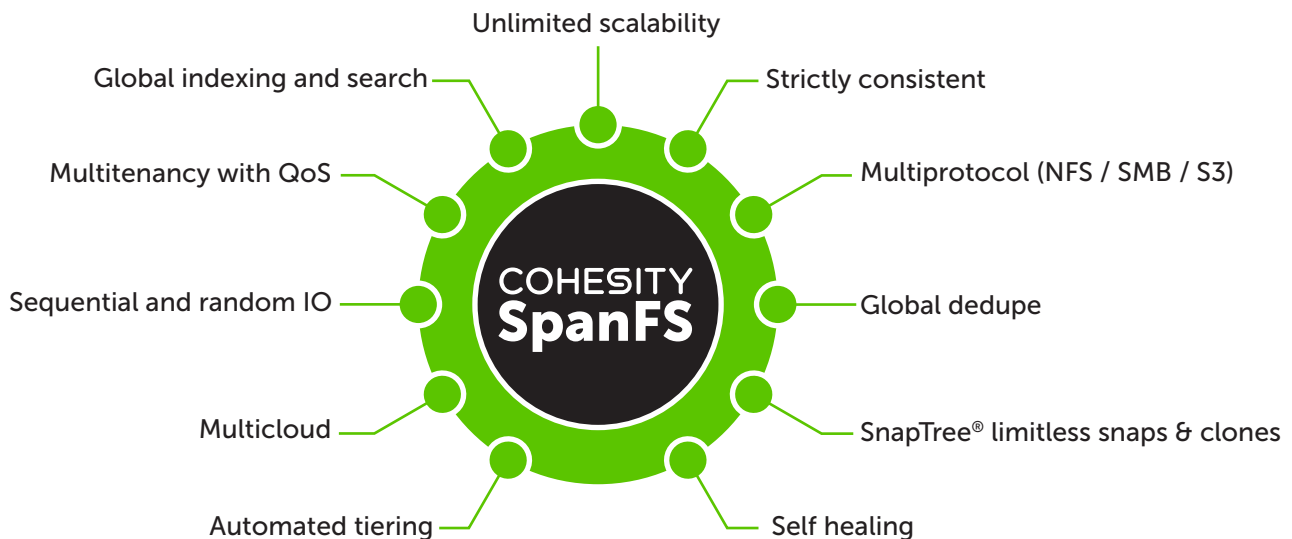 Unlimited scalability
Global indexing and search
Strictly consistent
Multitenancy with QoS
Multiprotocol (NFS / SMB / S3)
COHESITY
SpanFS
Sequential and random IO
Global dedupe
Multicloud
SnapTree® limitless snaps & clones
Automated tiering
Self healing